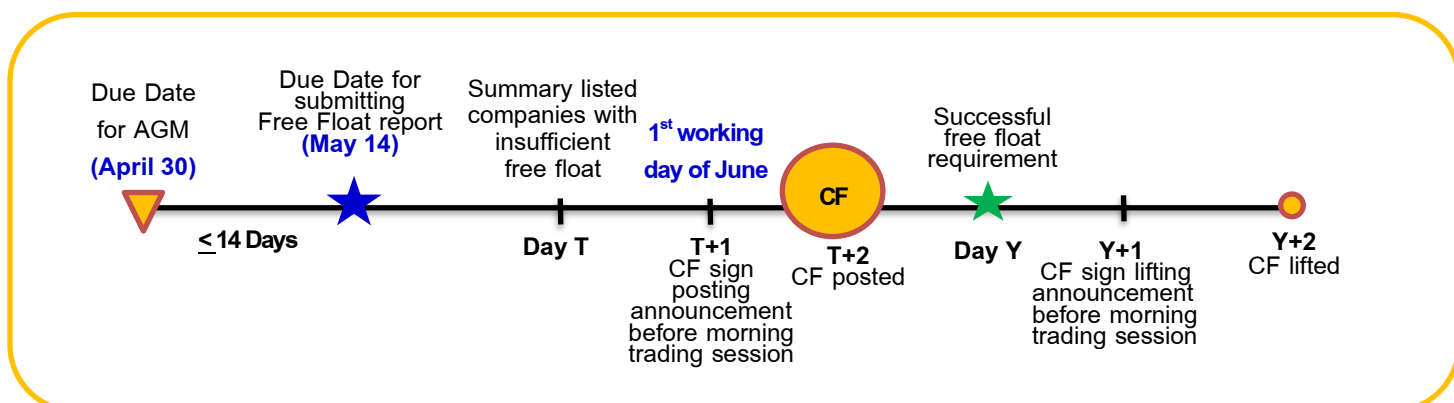 Due Date
for AGM
(April 30)
Due Date for
submitting
Free Float report
(May 14)
Summary listed
companies with
insufficient
free float
1st working
day of June
CF
Successful
free float
requirement
< 14 Days
Day T
T+1
CF sign
posting
announcement
before morning
trading session
T+2
CF posted
Day Y
Y+1
CF sign lifting
announcement
before morning
trading session
Y+2
CF lifted